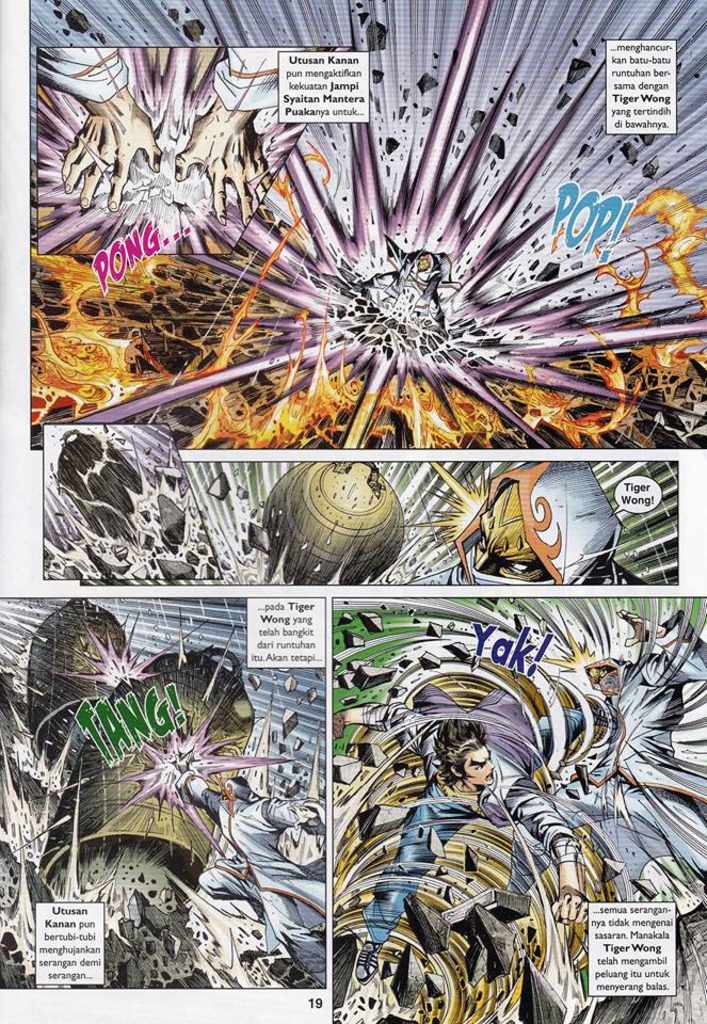 Utusan Kanan
pun mengaktifkan
kekuatan Jampi
Syaitan Mantera
Puakanya untuk...
...menghancur-
kan batu-batu
runtuhan ber-
sama dengan
Tiger Wong
yang tertindih
di bawahnya.
PONG...
POP!
Tiger
Wong!
...pada Tiger
Wong yang
telah bangkit
dari runtuhan
itu. Akan tetapi...
TANG!
Utusan
Kanan pun
bertubi-tubi
menghujankan
serangan demi
serangan...
Yak!
...semua serangan-
nya tidak mengenai
sasaran. Manakala
Tiger Wong
telah mengambil
peluang itu untuk
menyerang balas.
19